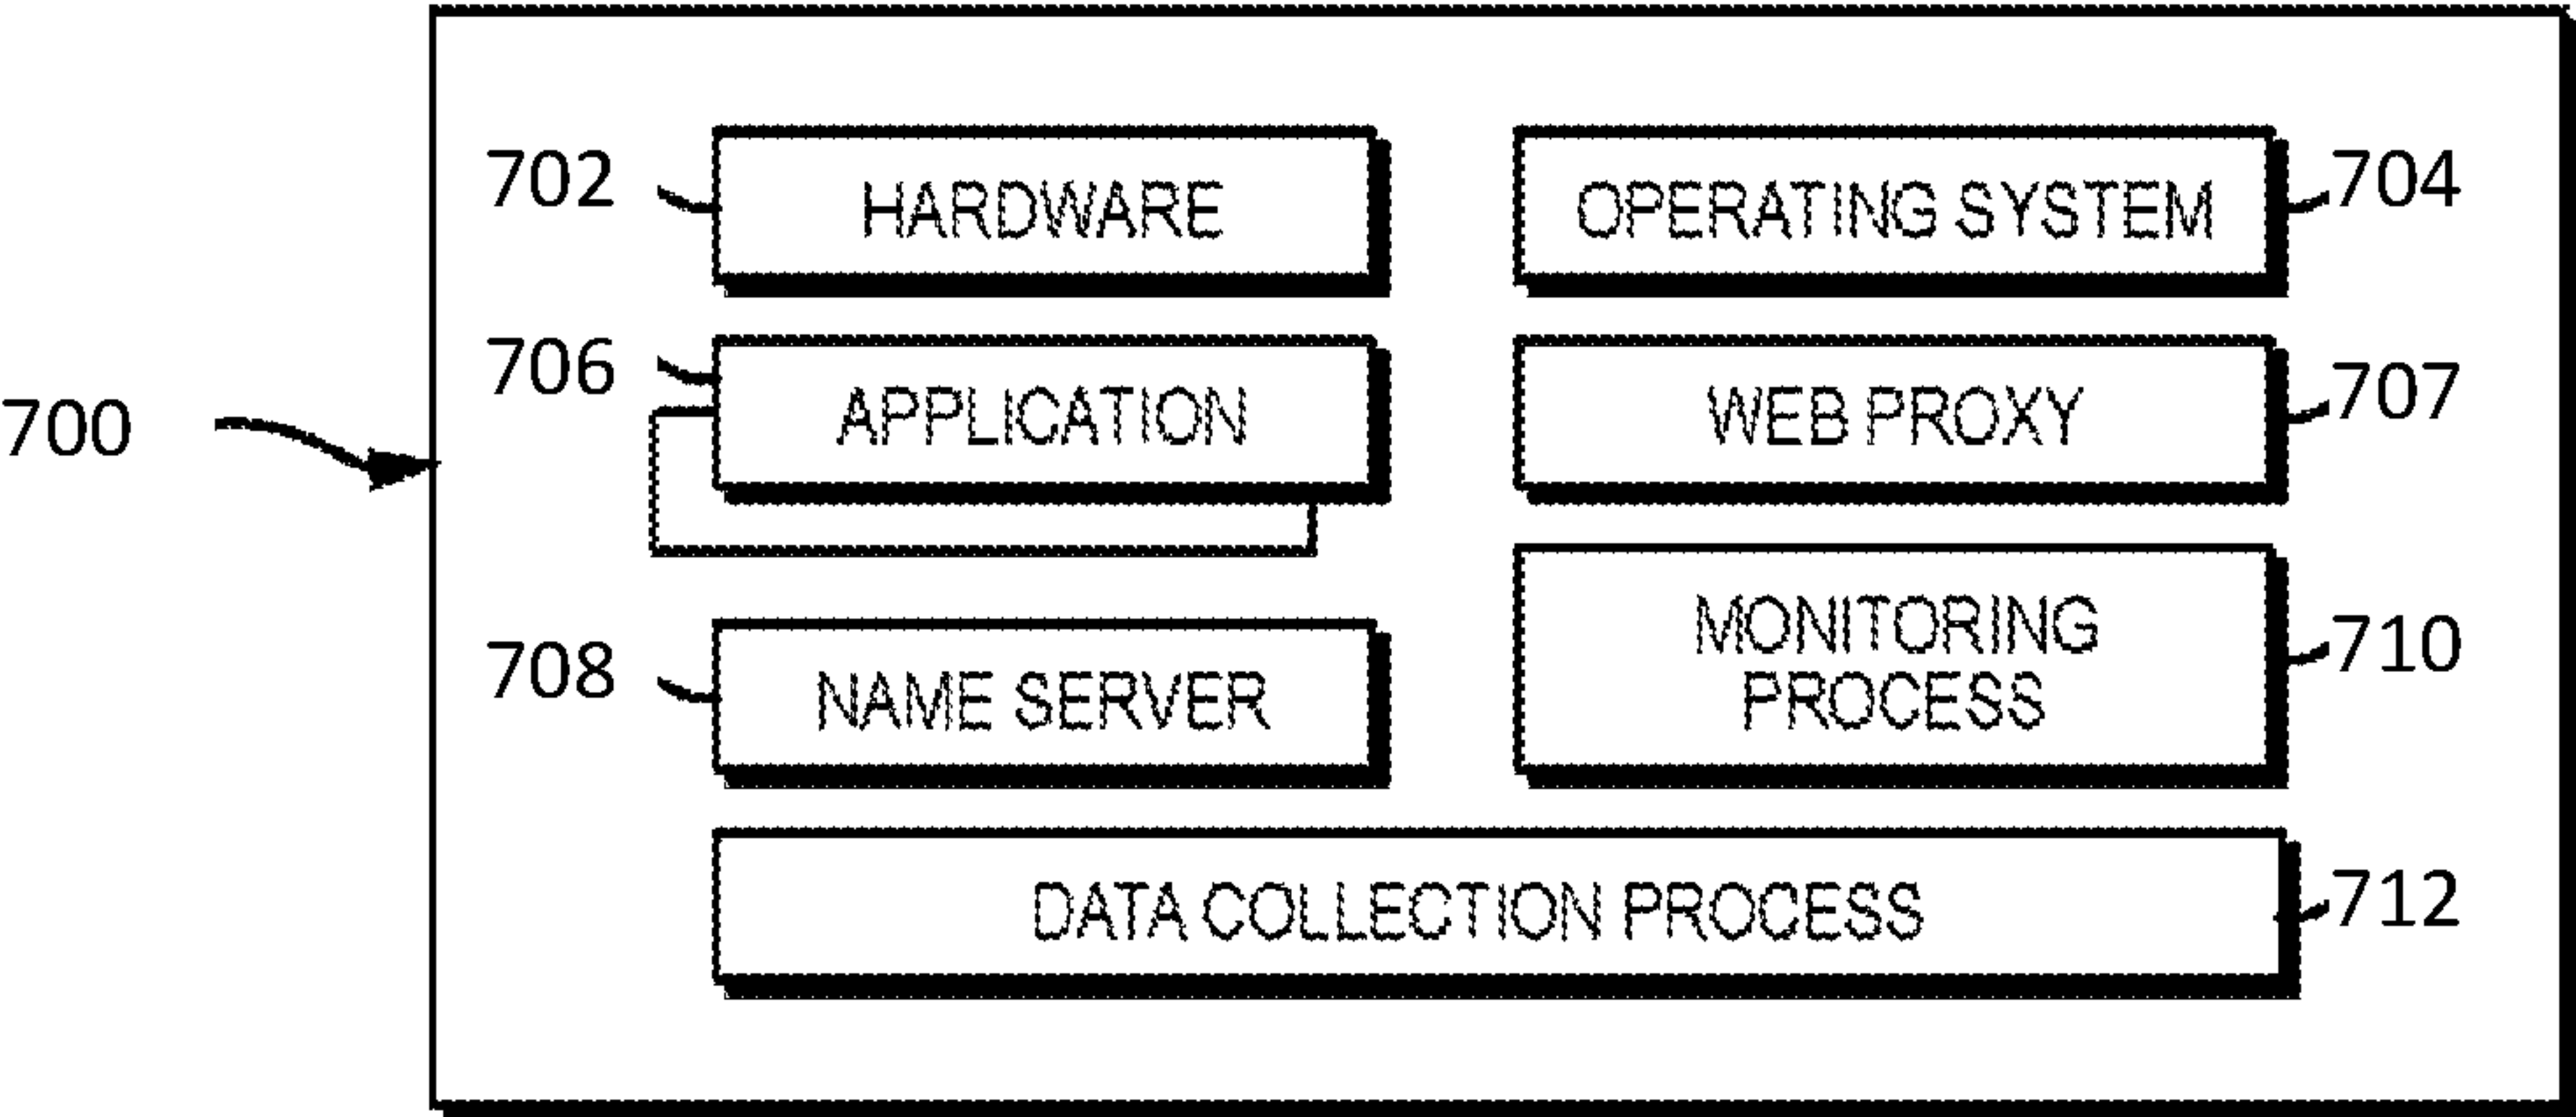 702 HARDWARE OPERATING SYSTEM 704
706 APPLICATION WEB PROXY 707
700
708 NAME SERVER MONITORING PROCESS 710
DATA COLLECTION PROCESS 712